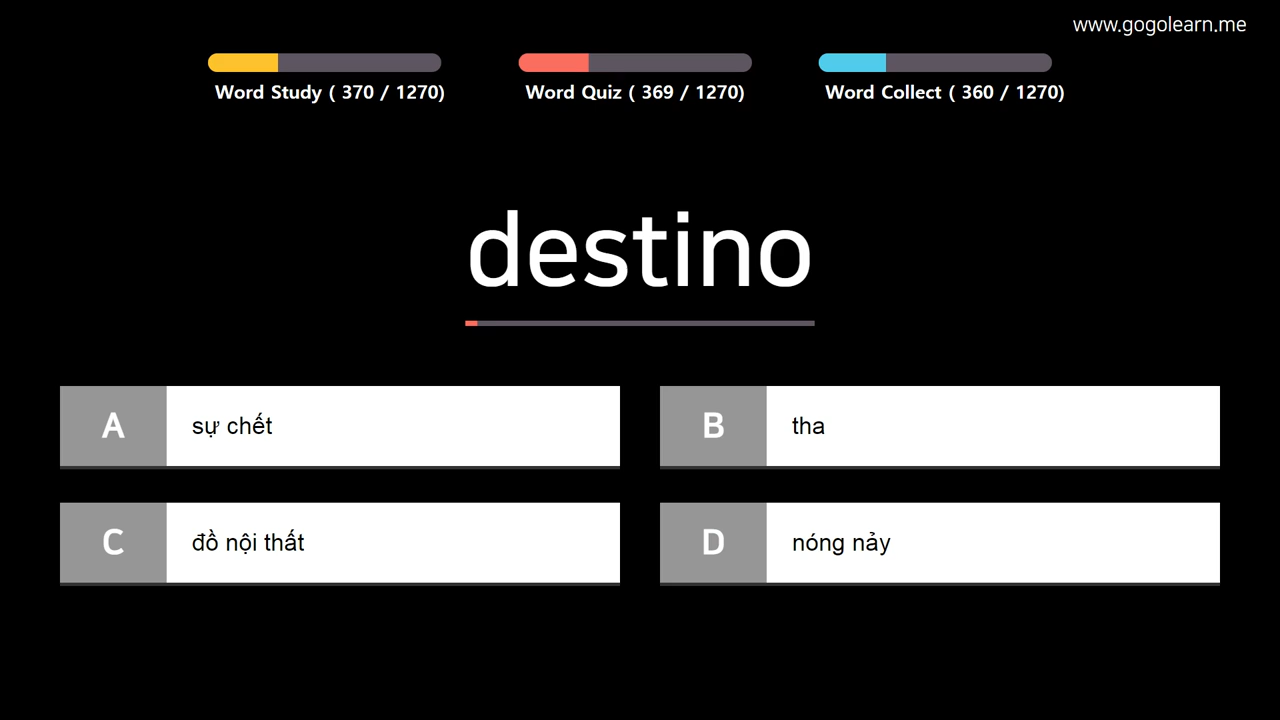 www.gogolearn.me
Word Study ( 370 / 1270)
Word Quiz ( 369 / 1270)
Word Collect ( 360 / 1270)
destino
A sự chết
B tha
C đồ nội thất
D nóng nảy